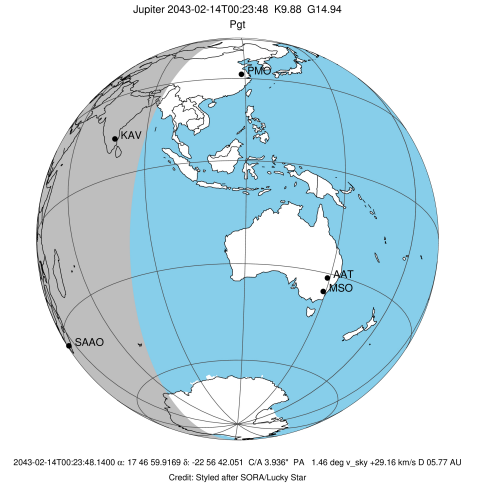 Jupiter 2043-02-14T00:23:48 K9.88 G14.94
Pgt
PMO
KAV
AAT
MSO
SAAO
2043-02-14T00:23:48.1400 α: 17 46 59.9169 δ: -22 56 42.051 C/A 3.936" PA 1.46 deg v_sky +29.16 km/s D 05.77 AU
Credit: Styled after SORA/Lucky Star